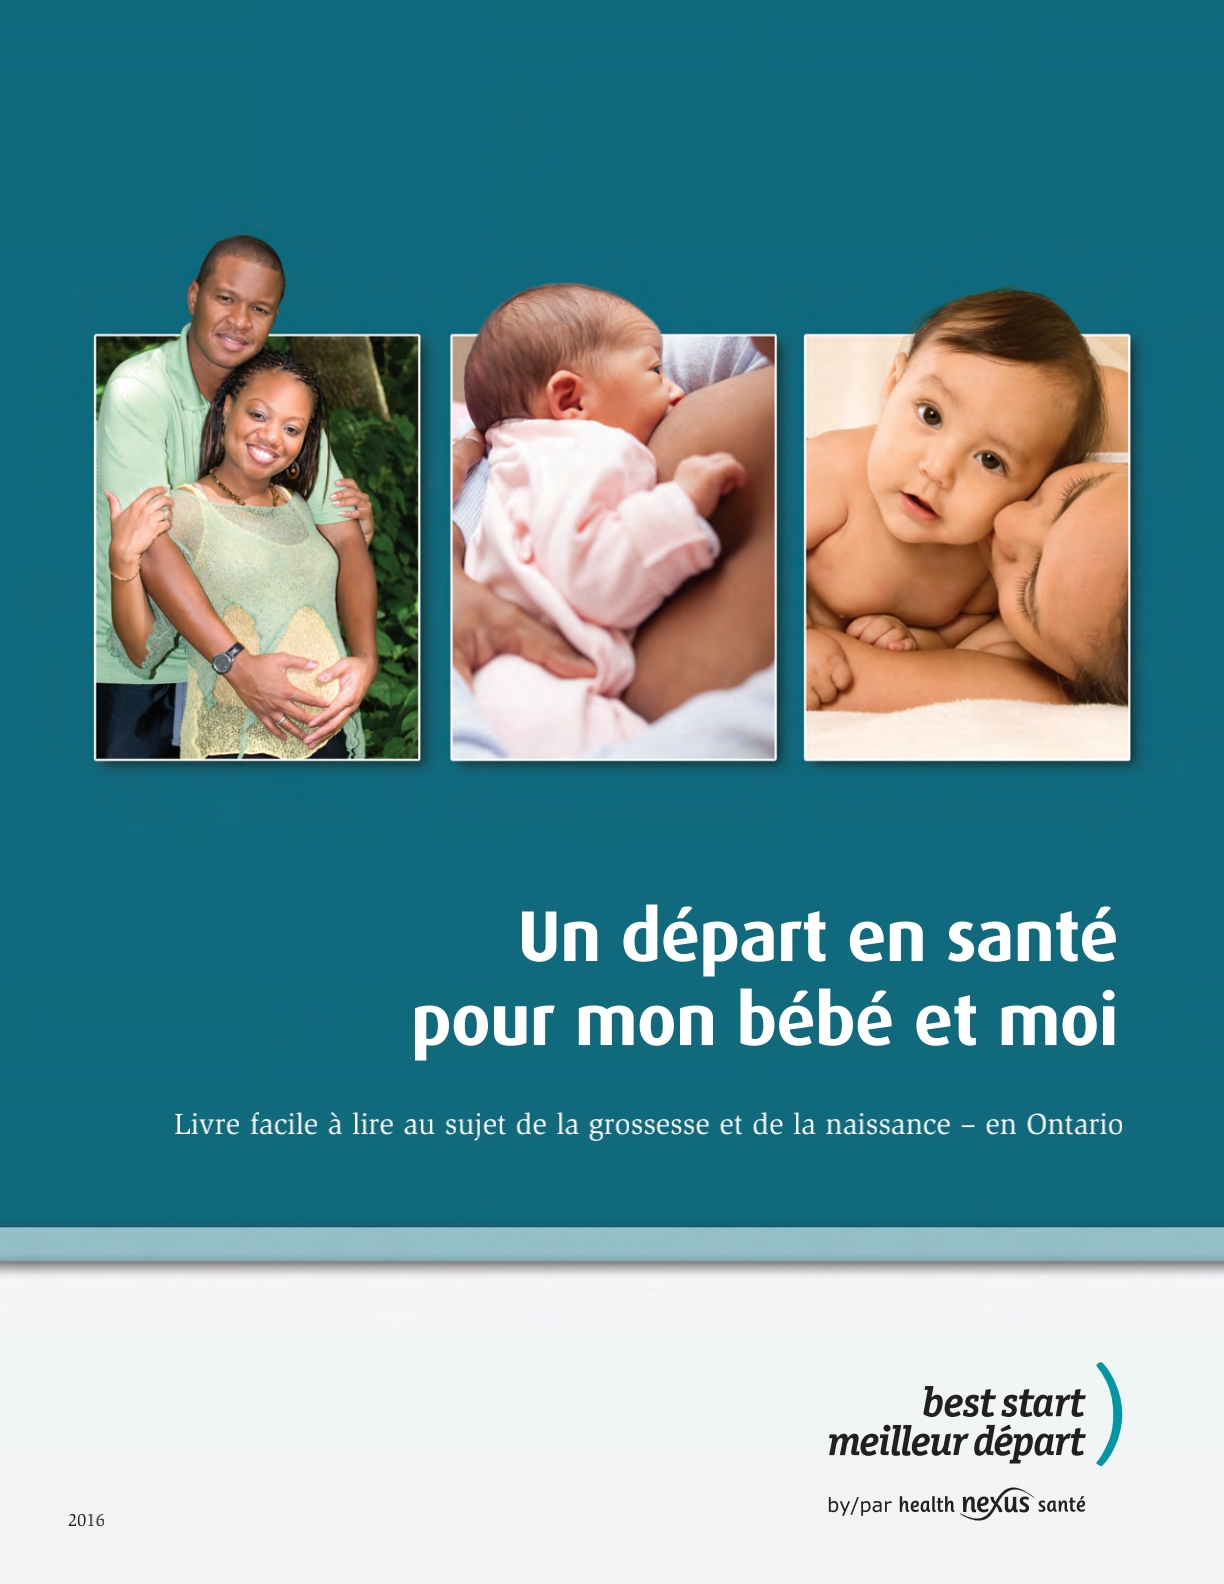 Un départ en santé
pour mon bébé et moi
Livre facile à lire au sujet de la grossesse et de la naissance – en Ontario
best start
meilleur départ
by/par health nexus santé
2016